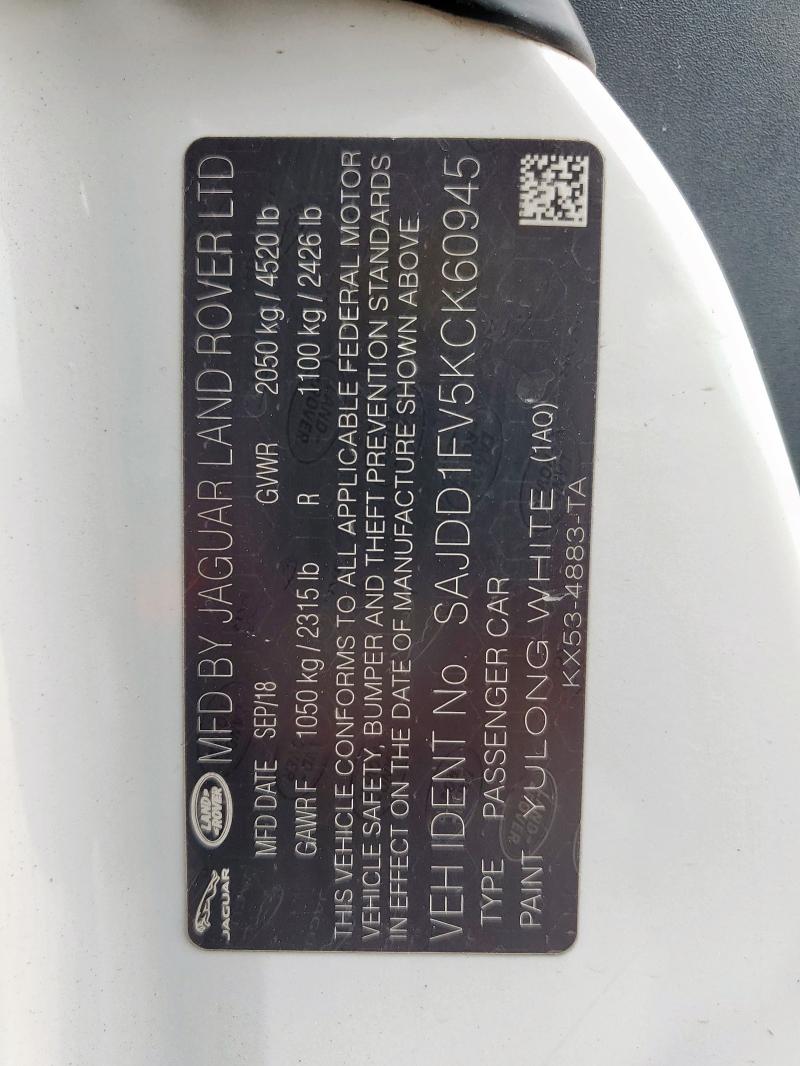 JAGUAR LAND ROVER MFD BY JAGUAR LAND ROVER LTD
MFD DATE SEP/18 GVWR 2050 kg / 4520 lb
GAWR F 1050 kg / 2315 lb R 1100 kg / 2426 lb
THIS VEHICLE CONFORMS TO ALL APPLICABLE FEDERAL MOTOR
VEHICLE SAFETY, BUMPER AND THEFT PREVENTION STANDARDS
IN EFFECT ON THE DATE OF MANUFACTURE SHOWN ABOVE.
VEH IDENT No. SAJDD1FV5KCK60945
TYPE PASSENGER CAR
PAINT YULONG WHITE (1AQ)
KX53-4883-TA